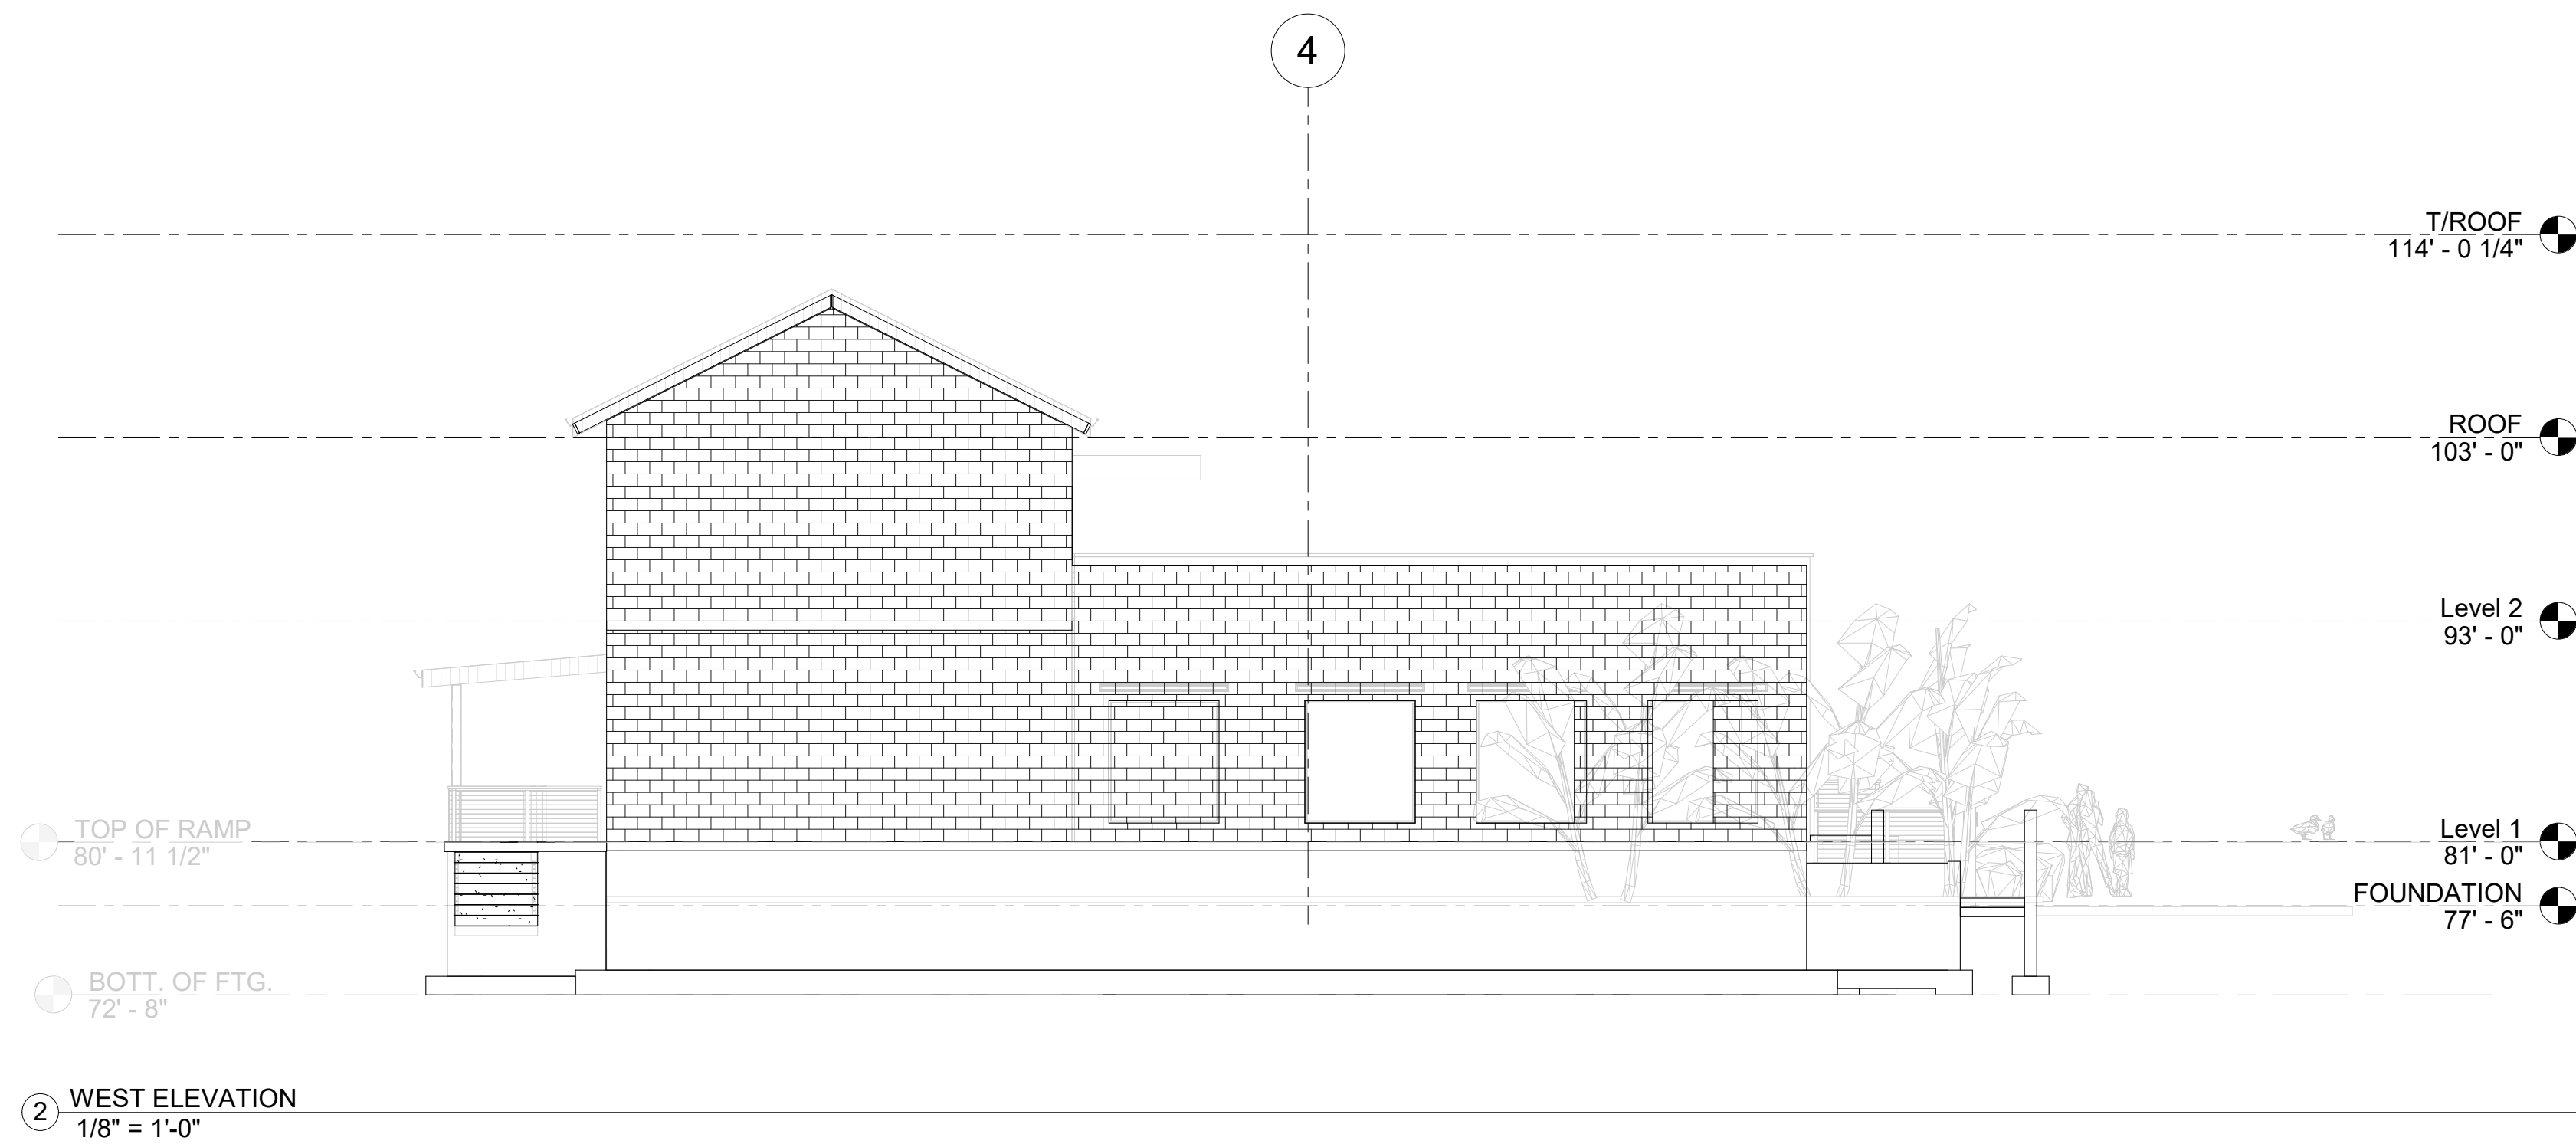 4
T/ROOF
114' - 0 1/4"
ROOF
103' - 0"
Level 2
93' - 0"
TOP OF RAMP
80' - 11 1/2"
Level 1
81' - 0"
FOUNDATION
77' - 6"
BOTT. OF FTG.
72' - 8"
2 WEST ELEVATION
1/8" = 1'-0"